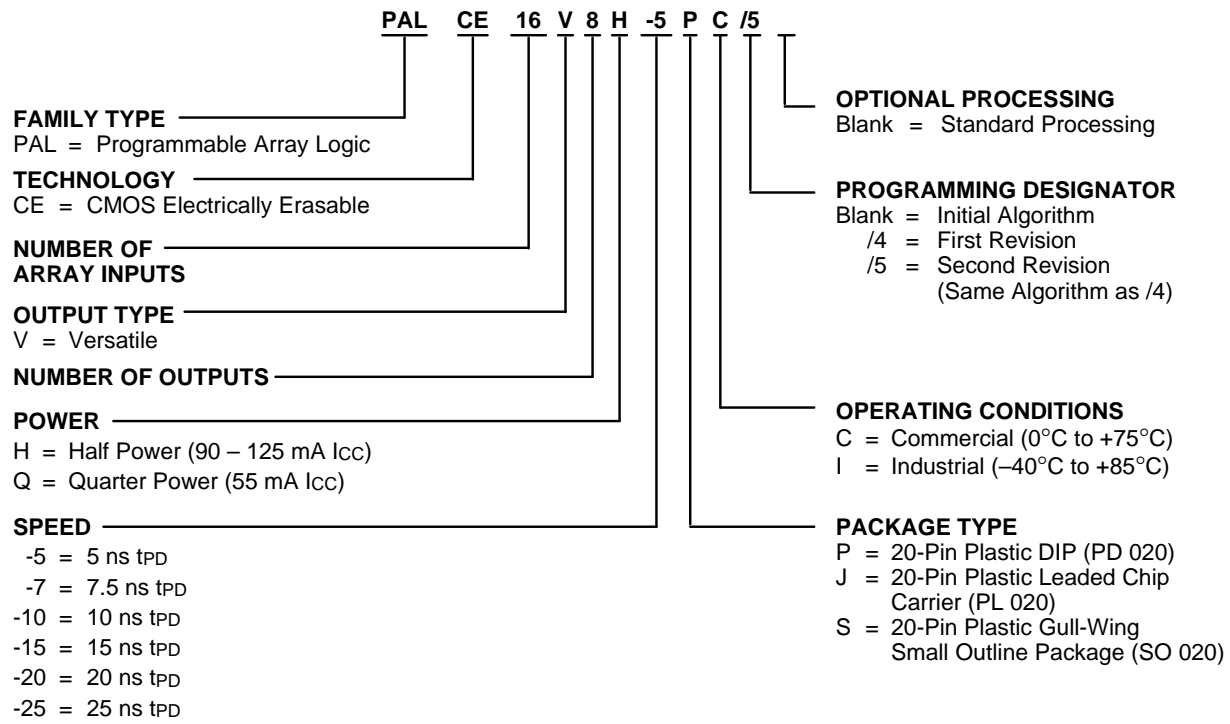 PAL CE 16 V 8 H -5 P C /5
FAMILY TYPE
PAL = Programmable Array Logic
TECHNOLOGY
CE = CMOS Electrically Erasable
NUMBER OF
ARRAY INPUTS
OUTPUT TYPE
V = Versatile
NUMBER OF OUTPUTS
POWER
H = Half Power (90 – 125 mA ICC)
Q = Quarter Power (55 mA ICC)
SPEED
-5 = 5 ns tPD
-7 = 7.5 ns tPD
-10 = 10 ns tPD
-15 = 15 ns tPD
-20 = 20 ns tPD
-25 = 25 ns tPD
OPTIONAL PROCESSING
Blank = Standard Processing
PROGRAMMING DESIGNATOR
Blank = Initial Algorithm
/4 = First Revision
/5 = Second Revision
(Same Algorithm as /4)
OPERATING CONDITIONS
C = Commercial (0°C to +75°C)
I = Industrial (–40°C to +85°C)
PACKAGE TYPE
P = 20-Pin Plastic DIP (PD 020)
J = 20-Pin Plastic Leaded Chip
Carrier (PL 020)
S = 20-Pin Plastic Gull-Wing
Small Outline Package (SO 020)